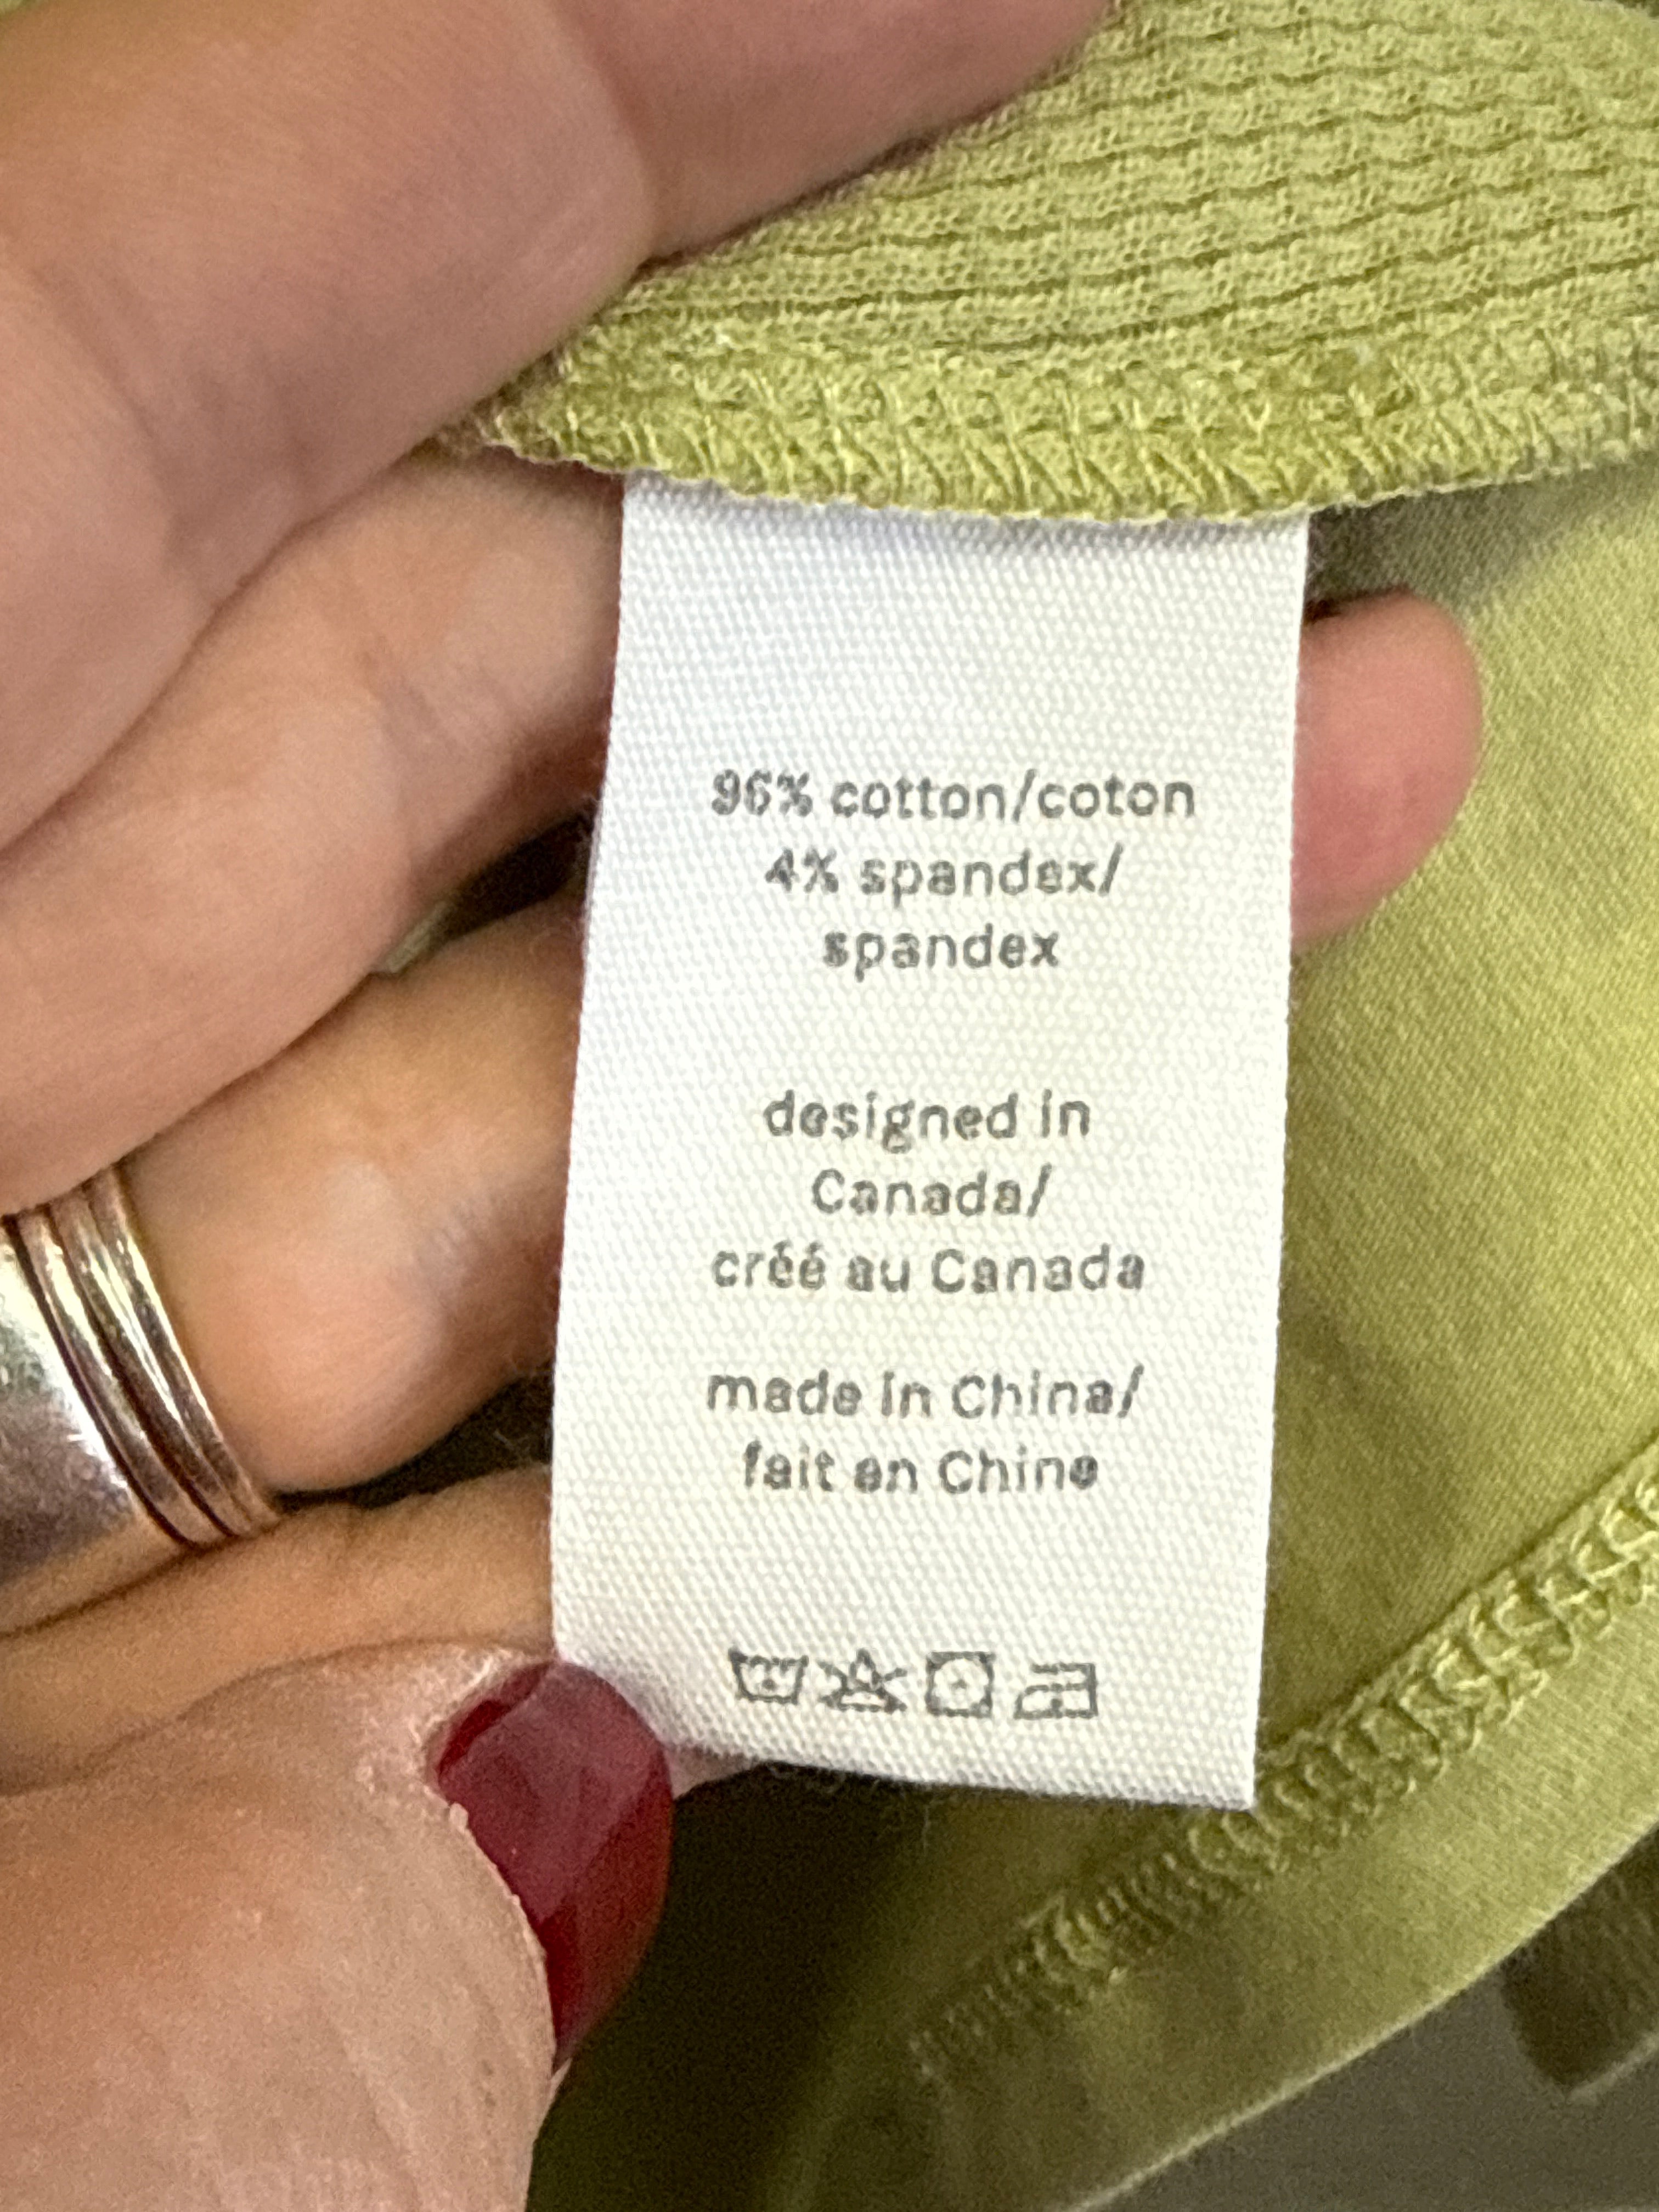 96% cotton/coton
4% spandex/
spandex
designed in
Canada/
créé au Canada
made in China/
fait en Chine